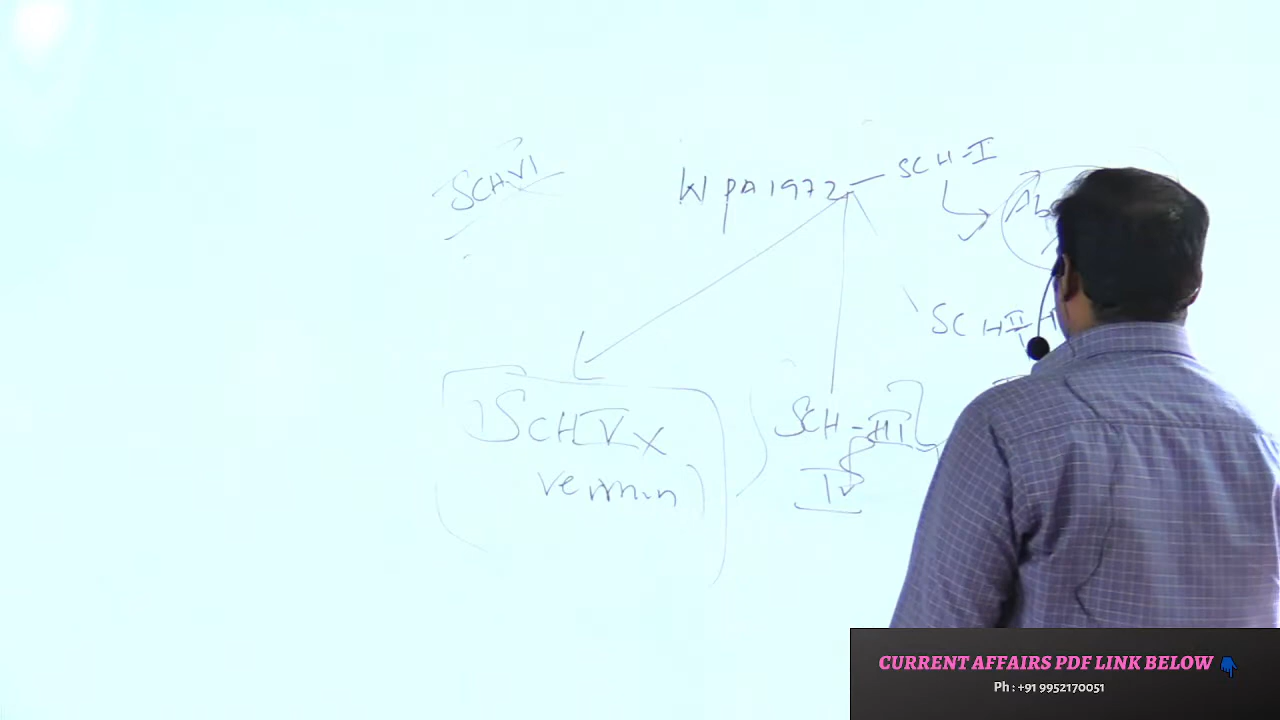 SCH-VI
WPA 1972 - SCH-I
SCH II
SCH V
SCH-III
vermin
IV
CURRENT AFFAIRS PDF LINK BELOW 👇
Ph : +91 9952170051